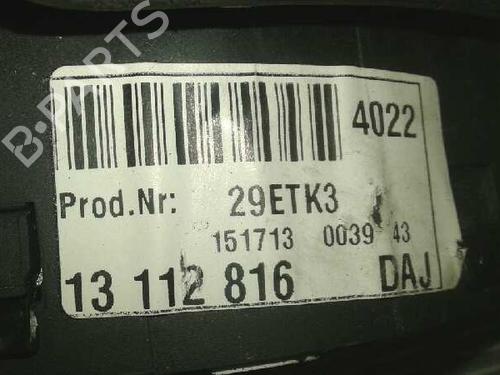 B-PARTS
4022
Prod.Nr: 29ETK3
151713 0039 43
13 112 816 DAJ